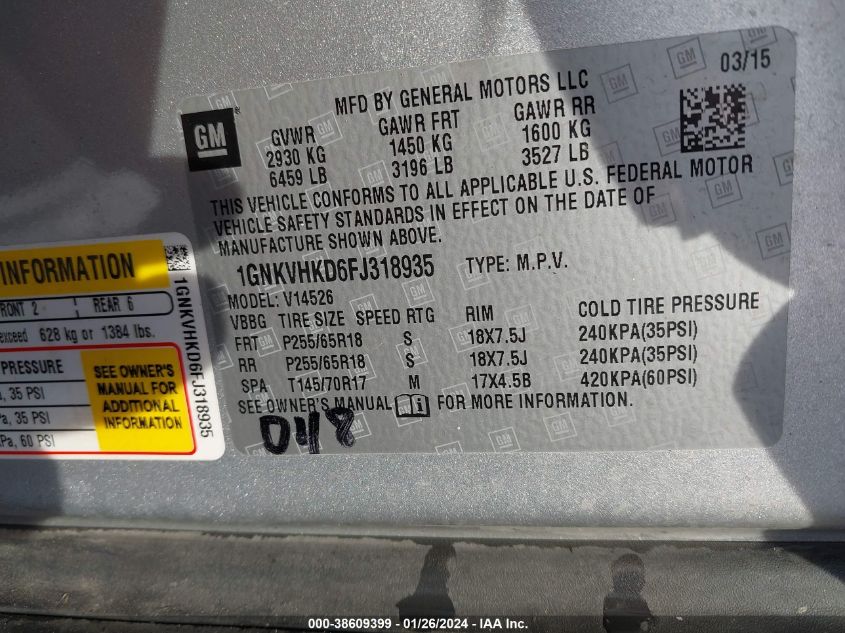 03/15
MFD BY GENERAL MOTORS LLC
GM
GVWR GAWR FRT GAWR RR
2930 KG 1450 KG 1600 KG
6459 LB 3196 LB 3527 LB
THIS VEHICLE CONFORMS TO ALL APPLICABLE U.S. FEDERAL MOTOR
VEHICLE SAFETY STANDARDS IN EFFECT ON THE DATE OF
MANUFACTURE SHOWN ABOVE.
1GNKVHKD6FJ318935 TYPE: M.P.V.
MODEL: V14526
VBBG TIRE SIZE SPEED RTG RIM COLD TIRE PRESSURE
FRT P255/65R18 S 18X7.5J 240KPA(35PSI)
RR P255/65R18 S 18X7.5J 240KPA(35PSI)
SPA T145/70R17 M 17X4.5B 420KPA(60PSI)
SEE OWNER'S MANUAL i FOR MORE INFORMATION.
048
INFORMATION
FRONT 2 REAR 6
exceed 628 kg or 1384 lbs.
PRESSURE
, 35 PSI
Pa, 35 PSI
Pa, 60 PSI
SEE OWNER'S
MANUAL FOR
ADDITIONAL
INFORMATION
1GNKVHKD6FJ318935
000-38609399 - 01/26/2024 - IAA Inc.